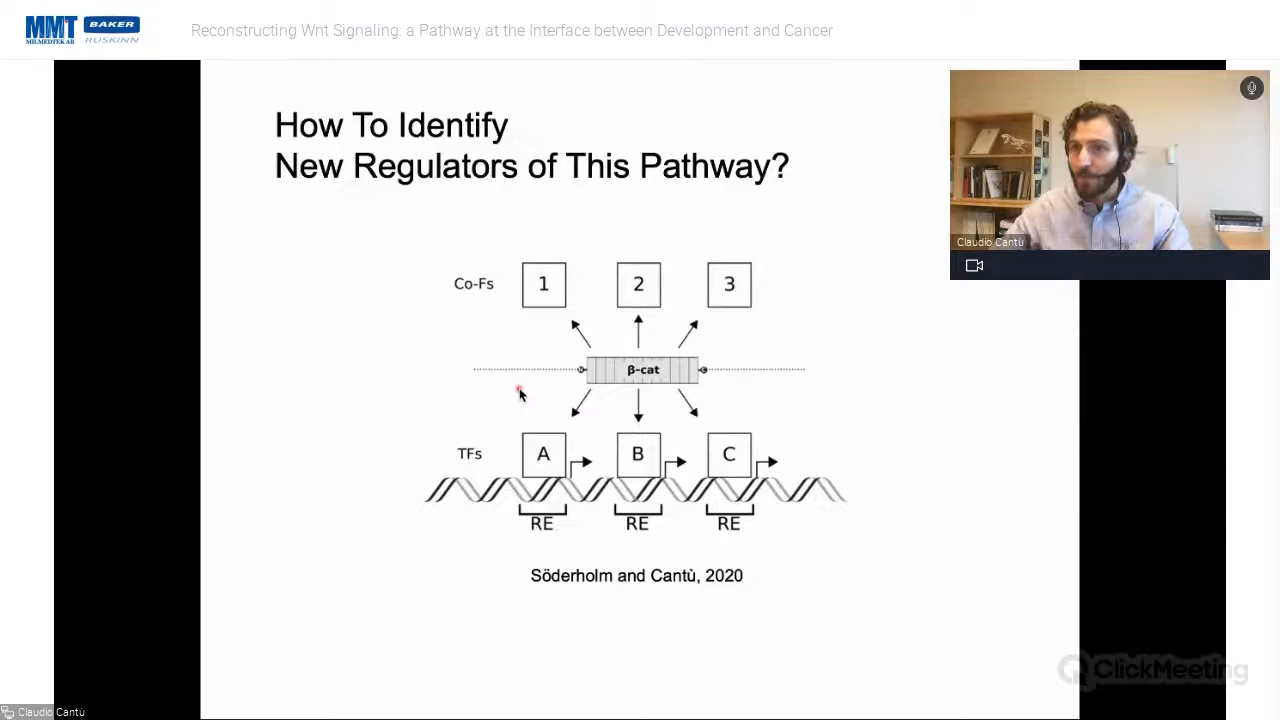 MMT
MILMEDTEK AB
BAKER
RUSKINN
Reconstructing Wnt Signaling: a Pathway at the Interface between Development and Cancer
How To Identify
New Regulators of This Pathway?
Claudio Cantù
Co-Fs 1 2 3
β-cat
TFs A B C
RE RE RE
Söderholm and Cantù, 2020
ClickMeeting
Claudio Cantù